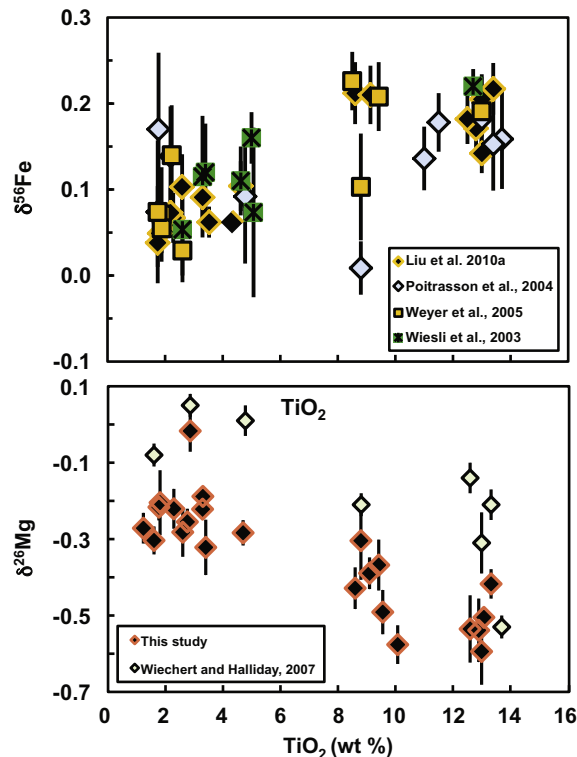 0.3
0.2
0.1
0.0
-0.1
δ56Fe
Liu et al. 2010a
Poitrasson et al., 2004
Weyer et al., 2005
Wiesli et al., 2003
TiO2
0.1
-0.1
-0.3
-0.5
-0.7
δ26Mg
This study
Wiechert and Halliday, 2007
0 2 4 6 8 10 12 14 16
TiO2 (wt %)